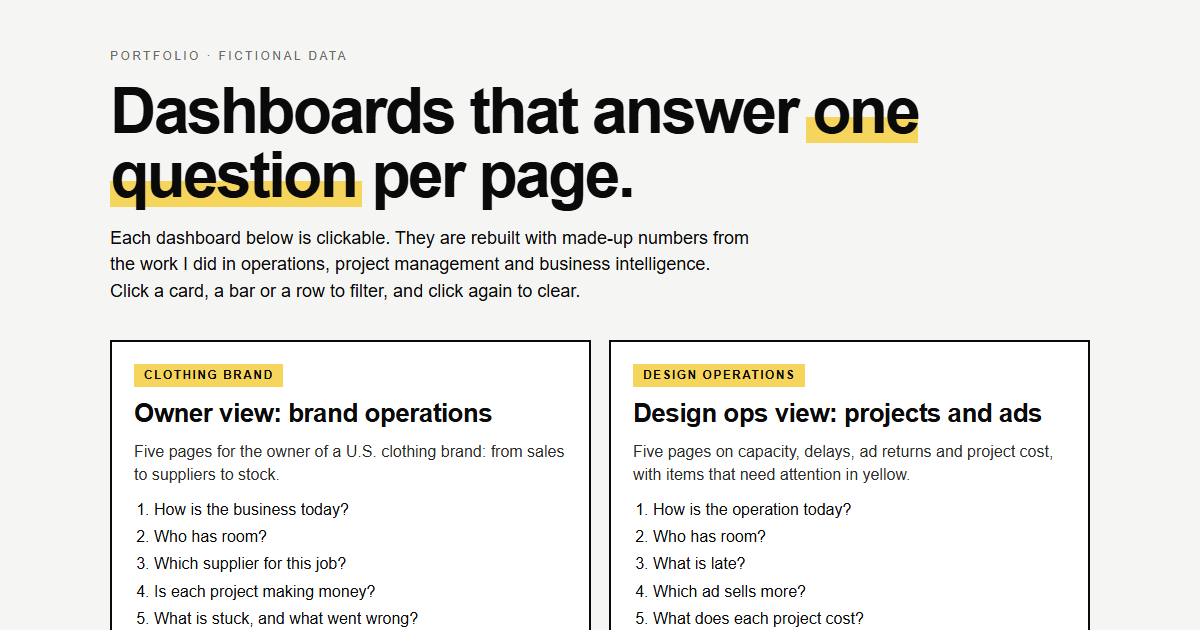 PORTFOLIO · FICTIONAL DATA
Dashboards that answer one
question per page.
Each dashboard below is clickable. They are rebuilt with made-up numbers from
the work I did in operations, project management and business intelligence.
Click a card, a bar or a row to filter, and click again to clear.
CLOTHING BRAND
Owner view: brand operations
Five pages for the owner of a U.S. clothing brand: from sales
to suppliers to stock.
1. How is the business today?
2. Who has room?
3. Which supplier for this job?
4. Is each project making money?
5. What is stuck, and what went wrong?
DESIGN OPERATIONS
Design ops view: projects and ads
Five pages on capacity, delays, ad returns and project cost,
with items that need attention in yellow.
1. How is the operation today?
2. Who has room?
3. What is late?
4. Which ad sells more?
5. What does each project cost?